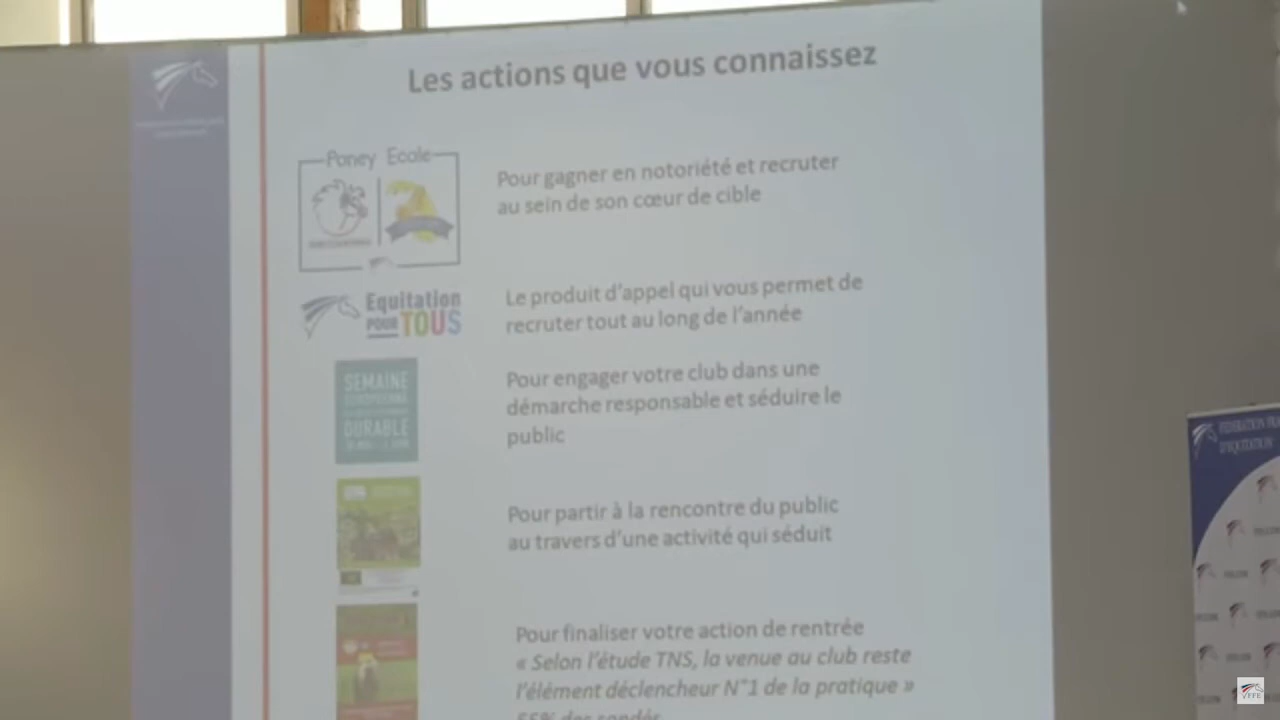 Les actions que vous connaissez
Poney Ecole
Pour gagner en notoriété et recruter
au sein de son cœur de cible
Equitation
POUR TOUS
Le produit d'appel qui vous permet de
recruter tout au long de l'année
SEMAINE
DURABLE
Pour engager votre club dans une
démarche responsable et séduire le
public
Pour partir à la rencontre du public
au travers d'une activité qui séduit
Pour finaliser votre action de rentrée
« Selon l'étude TNS, la venue au club reste
l'élément déclencheur N°1 de la pratique »
D'EQUITATION
FFE